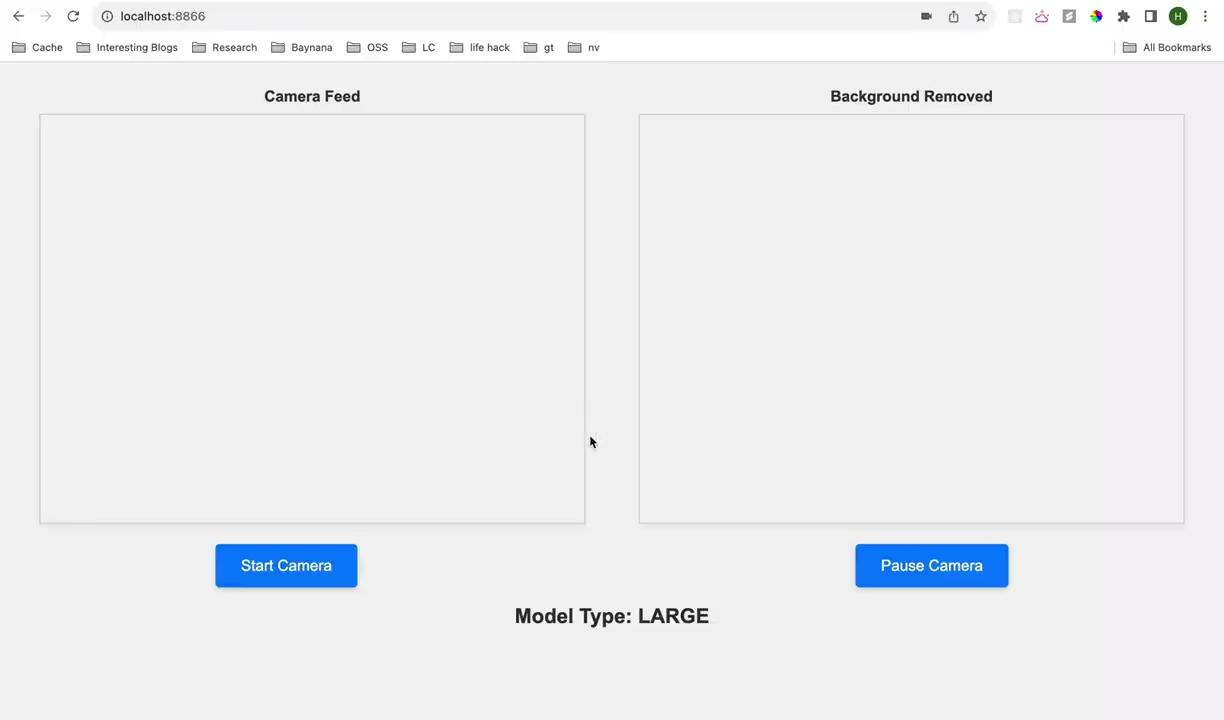 localhost:8866
H
Cache Interesting Blogs Research Baynana OSS LC life hack gt nv All Bookmarks
Camera Feed Background Removed
Start Camera Pause Camera
Model Type: LARGE